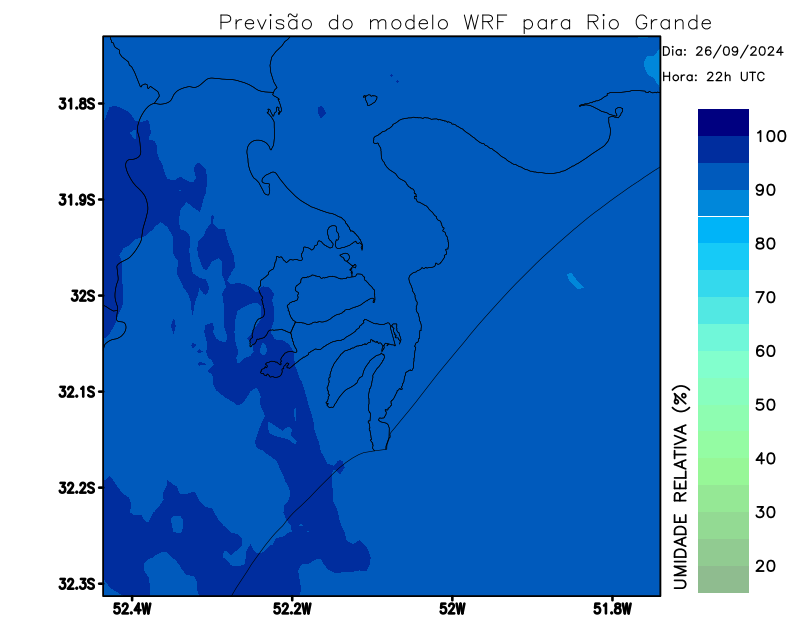 Previsão do modelo WRF para Rio Grande
Dia: 26/09/2024
Hora: 22h UTC
31.8S
31.9S
32S
32.1S
32.2S
32.3S
52.4W
52.2W
52W
51.8W
100
90
80
70
60
50
40
30
20
UMIDADE RELATIVA (%)